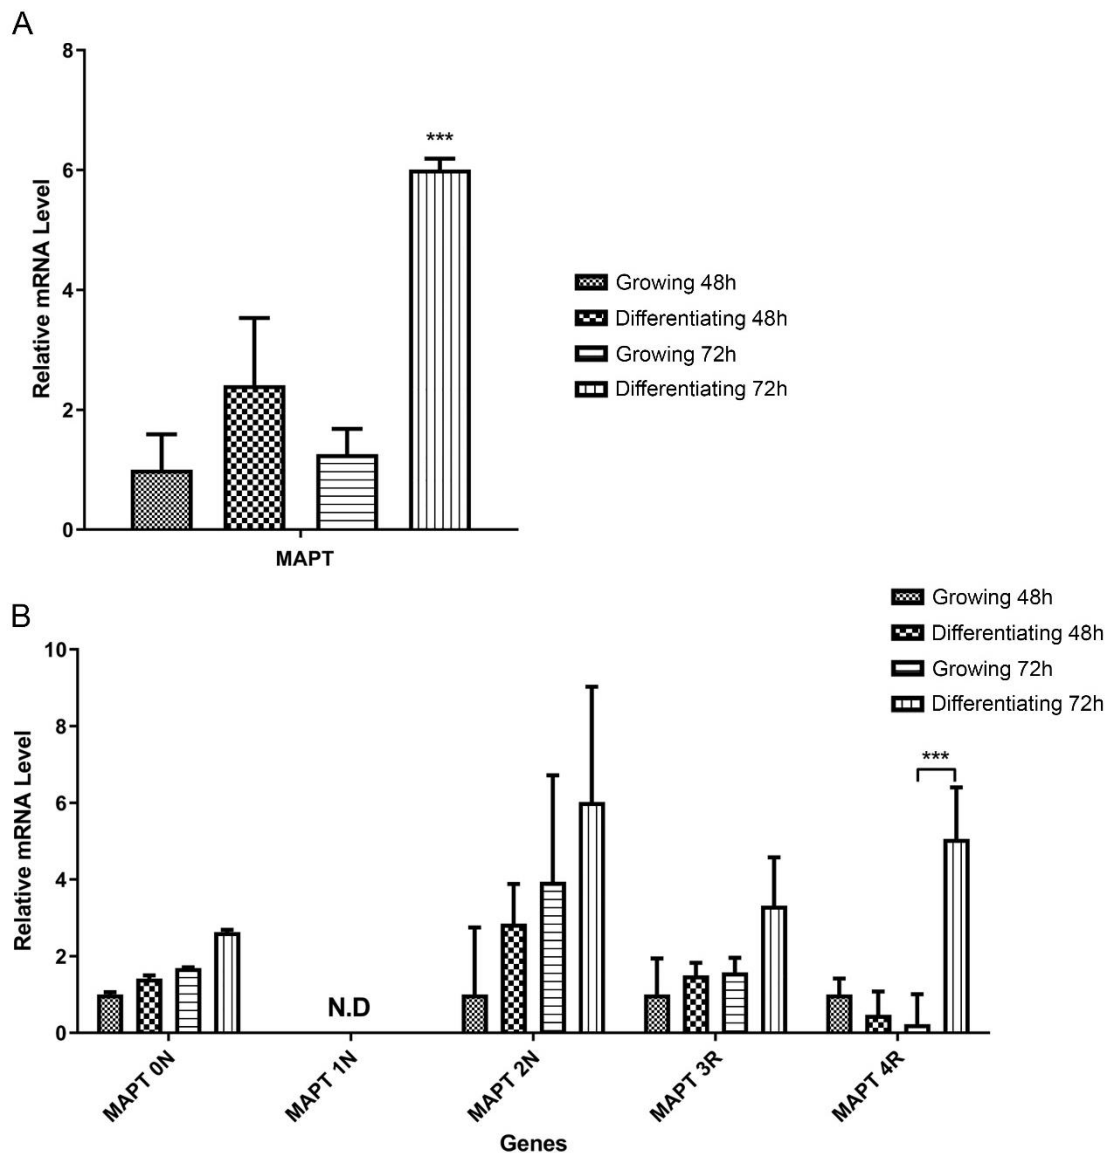 A
8
6
4
2
0
Relative mRNA Level
***
MAPT
Growing 48h
Differentiating 48h
Growing 72h
Differentiating 72h
B
Growing 48h
Differentiating 48h
Growing 72h
Differentiating 72h
10
8
6
4
2
0
Relative mRNA Level
N.D
***
MAPT 0N
MAPT 1N
MAPT 2N
MAPT 3R
MAPT 4R
Genes